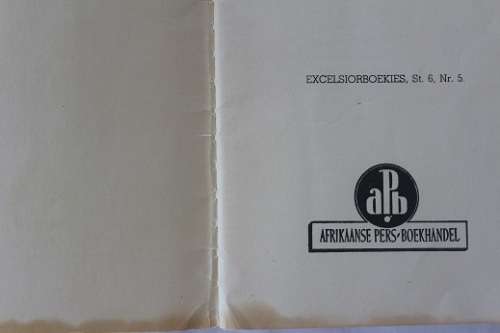 EXCELSIORBOEKIES, St. 6, Nr. 5.
aPb
AFRIKAANSE PERS-BOEKHANDEL